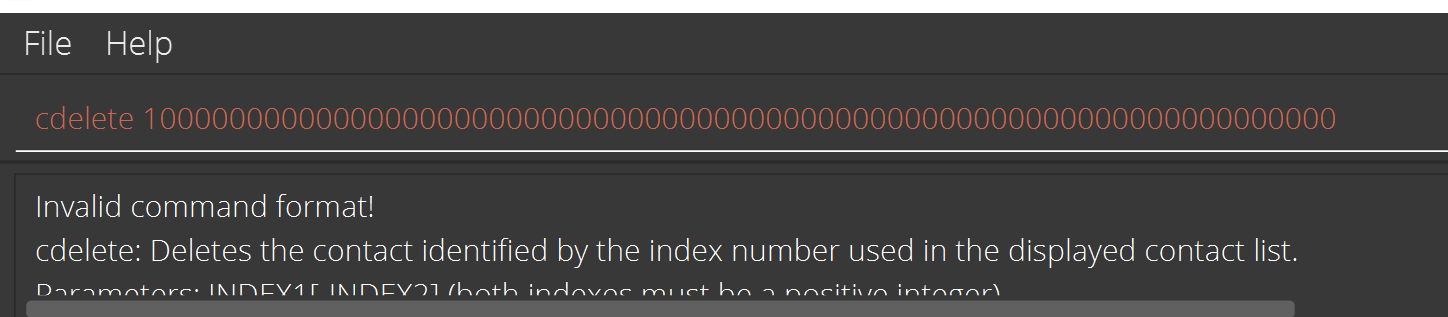 File Help
cdelete 100000000000000000000000000000000000000000000000000000000000000000000
Invalid command format!
cdelete: Deletes the contact identified by the index number used in the displayed contact list.
Parameters: INDEX1[ INDEX2] (both indexes must be a positive integer)